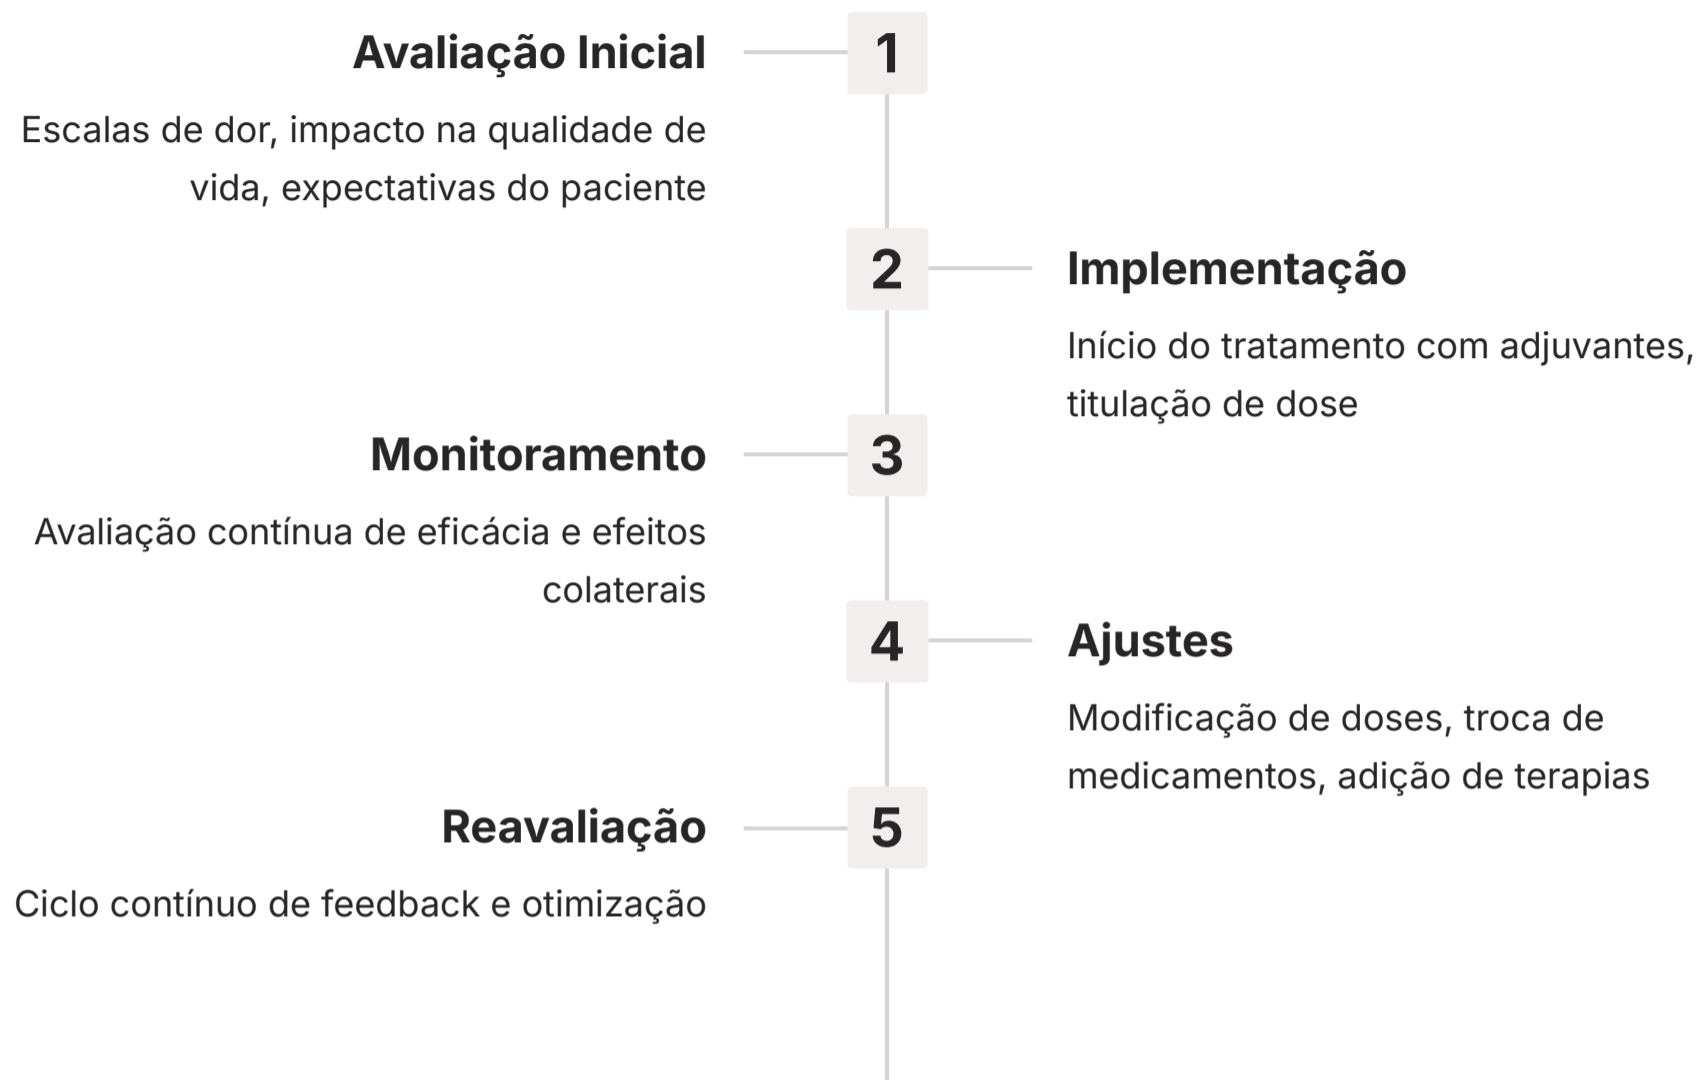 Avaliação Inicial
1
Escalas de dor, impacto na qualidade de
vida, expectativas do paciente
2
Implementação
Início do tratamento com adjuvantes,
titulação de dose
Monitoramento
3
Avaliação contínua de eficácia e efeitos
colaterais
4
Ajustes
Modificação de doses, troca de
medicamentos, adição de terapias
Reavaliação
5
Ciclo contínuo de feedback e otimização